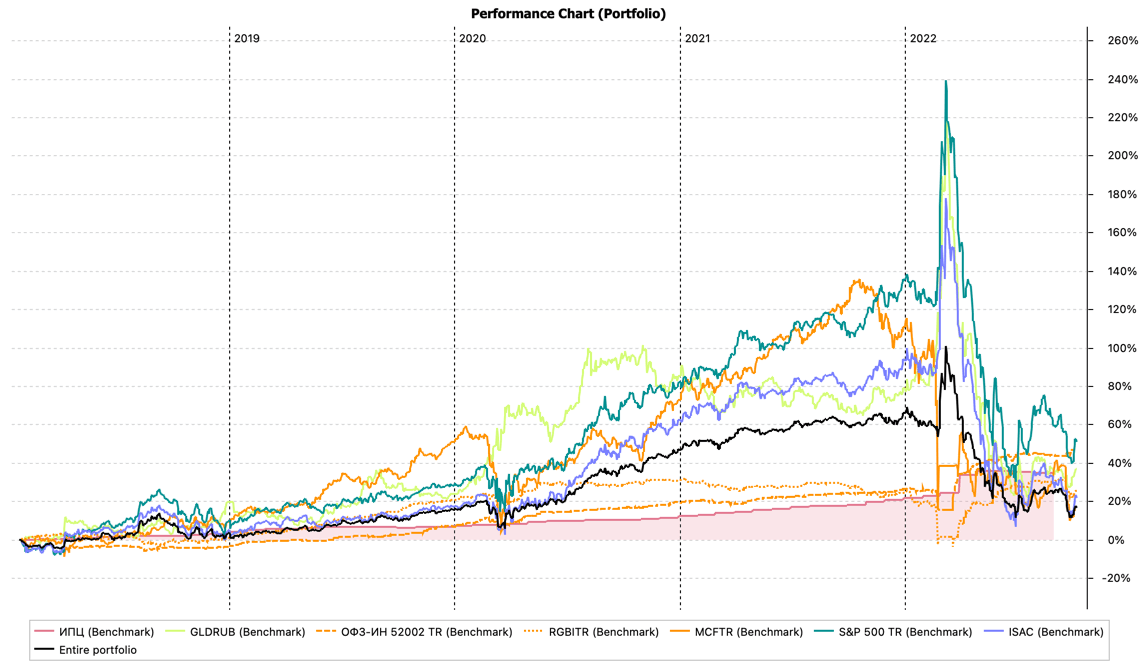 Performance Chart (Portfolio)
2019
2020
2021
2022
260%
240%
220%
200%
180%
160%
140%
120%
100%
80%
60%
40%
20%
0%
-20%
ИПЦ (Benchmark)
GLDRUB (Benchmark)
ОФЗ-ИН 52002 TR (Benchmark)
RGBITR (Benchmark)
MCFTR (Benchmark)
S&P 500 TR (Benchmark)
ISAC (Benchmark)
Entire portfolio